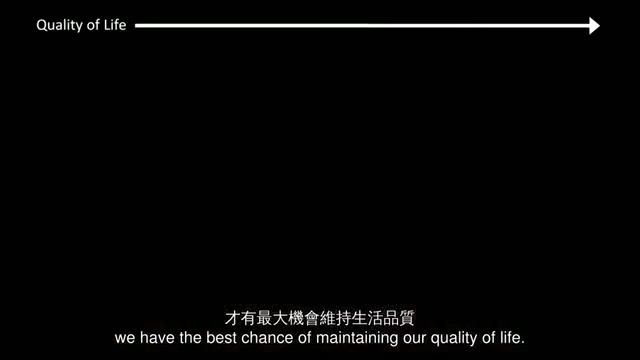 Quality of Life
才有最大機會維持生活品質
we have the best chance of maintaining our quality of life.